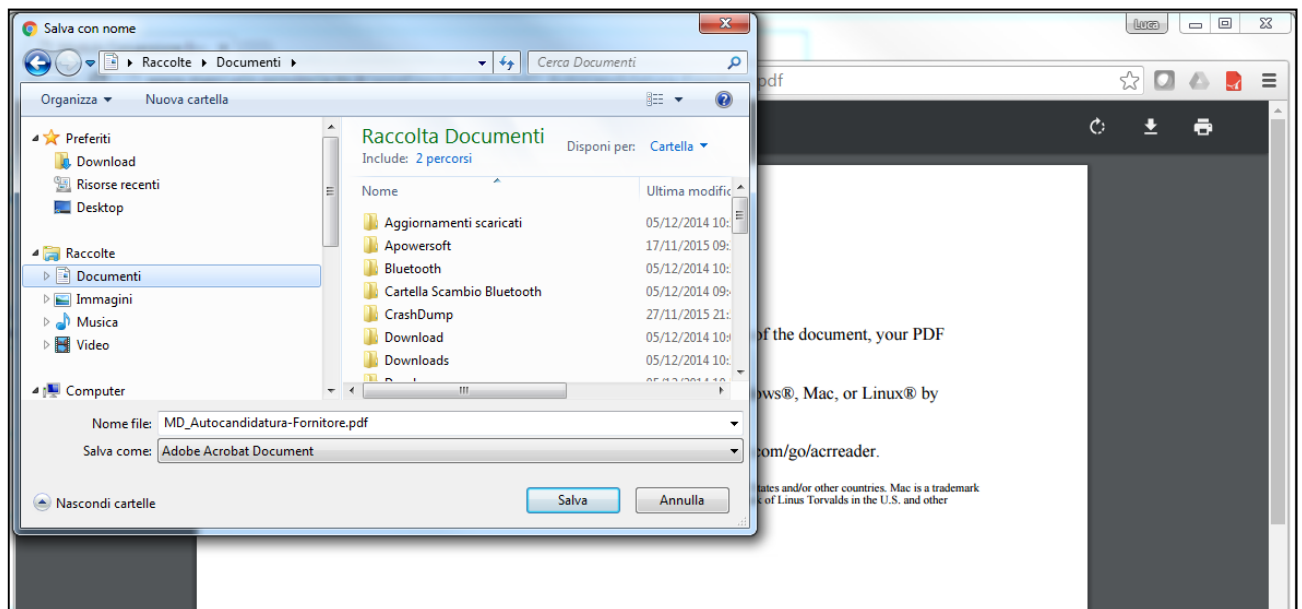 Salva con nome
Luca
Raccolte Documenti
Cerca Documenti
pdf
Organizza Nuova cartella
Preferiti
Download
Risorse recenti
Desktop
Raccolte
Documenti
Immagini
Musica
Video
Computer
Raccolta Documenti
Include: 2 percorsi
Disponi per: Cartella
Nome Ultima modific
Aggiornamenti scaricati 05/12/2014 10:
Apowersoft 17/11/2015 09:
Bluetooth 05/12/2014 10:
Cartella Scambio Bluetooth 05/12/2014 09:
CrashDump 27/11/2015 21:
Download 05/12/2014 10:
Downloads 05/12/2014 10:
Nome file: MD_Autocandidatura-Fornitore.pdf
Salva come: Adobe Acrobat Document
Nascondi cartelle
Salva Annulla
of the document, your PDF
ows®, Mac, or Linux® by
com/go/acrreader.
tates and/or other countries. Mac is a trademark
of Linus Torvalds in the U.S. and other